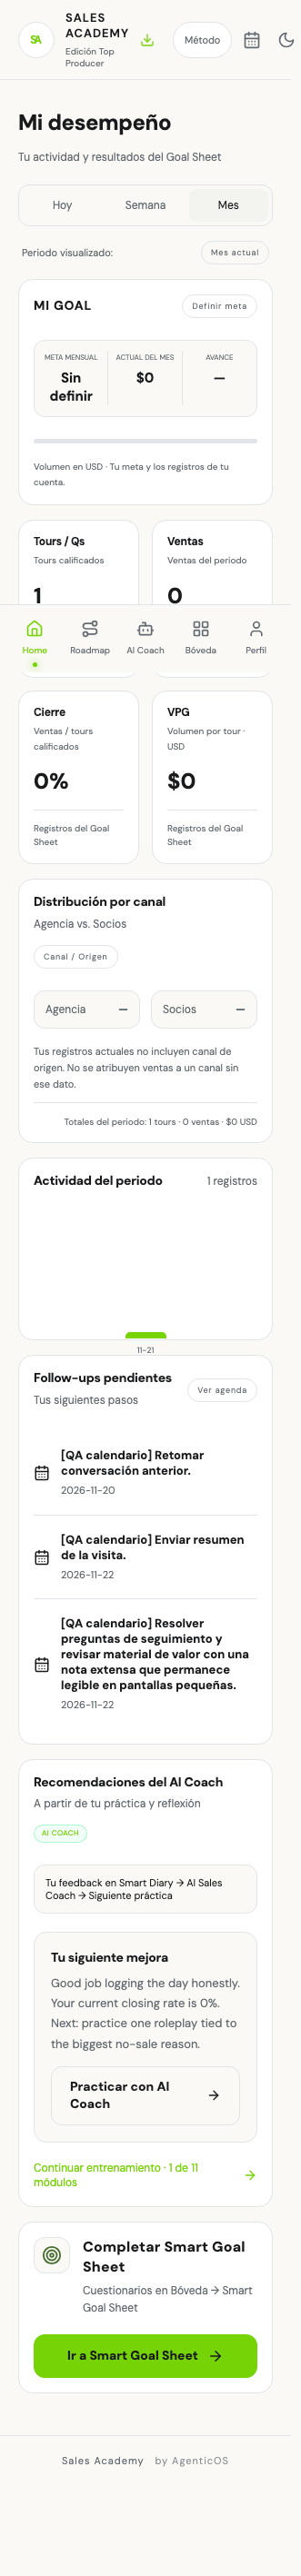 SA
SALES
ACADEMY
Edición Top
Producer
Método
Mi desempeño
Tu actividad y resultados del Goal Sheet
Hoy
Semana
Mes
Periodo visualizado:
Mes actual
MI GOAL
Definir meta
META MENSUAL
ACTUAL DEL MES
AVANCE
Sin
definir
$0
—
Volumen en USD · Tu meta y los registros de tu
cuenta.
Tours / Qs
Ventas
Tours calificados
Ventas del periodo
1
0
Home
Roadmap
AI Coach
Bóveda
Perfil
Cierre
VPG
Ventas / tours
calificados
Volumen por tour ·
USD
0%
$0
Registros del Goal
Sheet
Registros del Goal
Sheet
Distribución por canal
Agencia vs. Socios
Canal / Origen
Agencia —
Socios —
Tus registros actuales no incluyen canal de
origen. No se atribuyen ventas a un canal sin
ese dato.
Totales del periodo: 1 tours · 0 ventas · $0 USD
Actividad del periodo
1 registros
11-21
Follow-ups pendientes
Ver agenda
Tus siguientes pasos
[QA calendario] Retomar
conversación anterior.
2026-11-20
[QA calendario] Enviar resumen
de la visita.
2026-11-22
[QA calendario] Resolver
preguntas de seguimiento y
revisar material de valor con una
nota extensa que permanece
legible en pantallas pequeñas.
2026-11-22
Recomendaciones del AI Coach
A partir de tu práctica y reflexión
AI COACH
Tu feedback en Smart Diary → AI Sales
Coach → Siguiente práctica
Tu siguiente mejora
Good job logging the day honestly.
Your current closing rate is 0%.
Next: practice one roleplay tied to
the biggest no-sale reason.
Practicar con AI
Coach
Continuar entrenamiento · 1 de 11
módulos
Completar Smart Goal
Sheet
Cuestionarios en Bóveda → Smart
Goal Sheet
Ir a Smart Goal Sheet
Sales Academy by AgenticOS